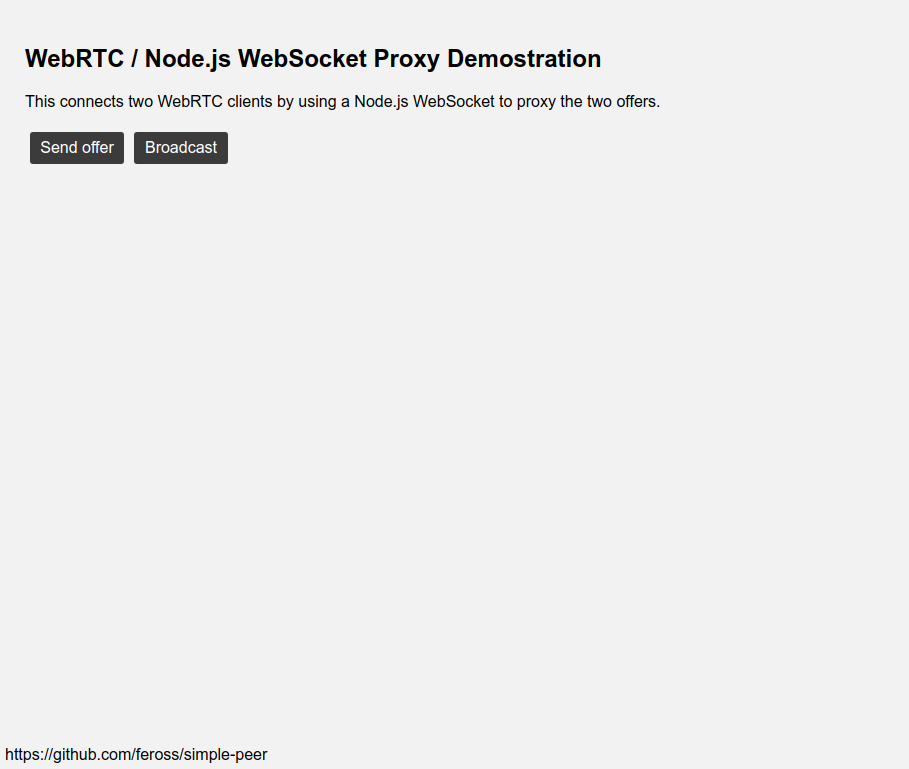 WebRTC / Node.js WebSocket Proxy Demostration
This connects two WebRTC clients by using a Node.js WebSocket to proxy the two offers.
Send offer Broadcast
https://github.com/feross/simple-peer